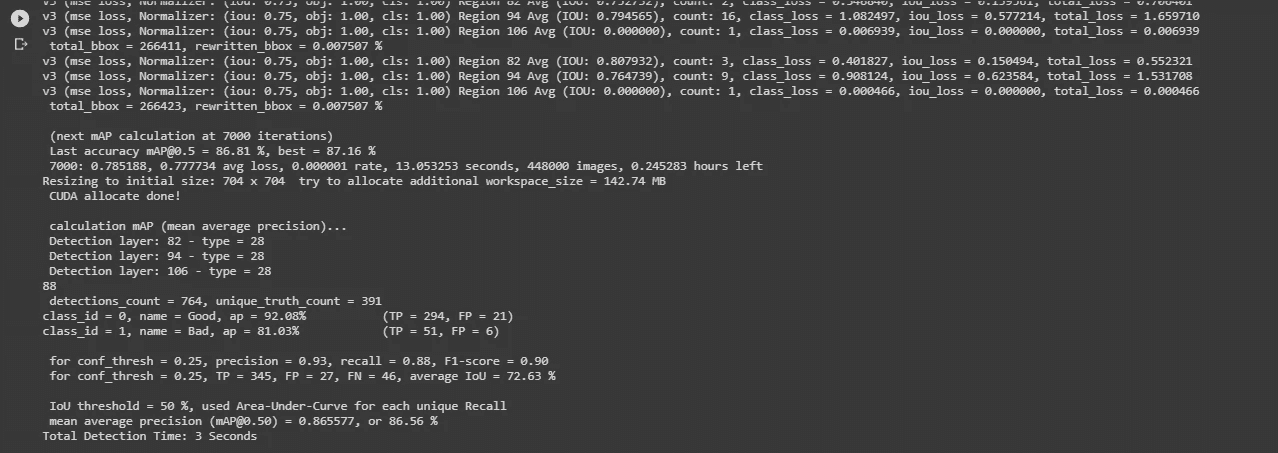 v3 (mse loss, Normalizer: (iou: 0.75, obj: 1.00, cls: 1.00) Region 82 Avg (IOU: 0.752752), count: 2, class_loss = 0.546840, iou_loss = 0.159561, total_loss = 0.706401
v3 (mse loss, Normalizer: (iou: 0.75, obj: 1.00, cls: 1.00) Region 94 Avg (IOU: 0.794565), count: 16, class_loss = 1.082497, iou_loss = 0.577214, total_loss = 1.659710
v3 (mse loss, Normalizer: (iou: 0.75, obj: 1.00, cls: 1.00) Region 106 Avg (IOU: 0.000000), count: 1, class_loss = 0.006939, iou_loss = 0.000000, total_loss = 0.006939
total_bbox = 266411, rewritten_bbox = 0.007507 %
v3 (mse loss, Normalizer: (iou: 0.75, obj: 1.00, cls: 1.00) Region 82 Avg (IOU: 0.807932), count: 3, class_loss = 0.401827, iou_loss = 0.150494, total_loss = 0.552321
v3 (mse loss, Normalizer: (iou: 0.75, obj: 1.00, cls: 1.00) Region 94 Avg (IOU: 0.764739), count: 9, class_loss = 0.908124, iou_loss = 0.623584, total_loss = 1.531708
v3 (mse loss, Normalizer: (iou: 0.75, obj: 1.00, cls: 1.00) Region 106 Avg (IOU: 0.000000), count: 1, class_loss = 0.000466, iou_loss = 0.000000, total_loss = 0.000466
total_bbox = 266423, rewritten_bbox = 0.007507 %
(next mAP calculation at 7000 iterations)
Last accuracy mAP@0.5 = 86.81 %, best = 87.16 %
7000: 0.785188, 0.777734 avg loss, 0.000001 rate, 13.053253 seconds, 448000 images, 0.245283 hours left
Resizing to initial size: 704 x 704  try to allocate additional workspace_size = 142.74 MB
CUDA allocate done!
calculation mAP (mean average precision)...
Detection layer: 82 - type = 28
Detection layer: 94 - type = 28
Detection layer: 106 - type = 28
88
detections_count = 764, unique_truth_count = 391
class_id = 0, name = Good, ap = 92.08% (TP = 294, FP = 21)
class_id = 1, name = Bad, ap = 81.03% (TP = 51, FP = 6)
for conf_thresh = 0.25, precision = 0.93, recall = 0.88, F1-score = 0.90
for conf_thresh = 0.25, TP = 345, FP = 27, FN = 46, average IoU = 72.63 %
IoU threshold = 50 %, used Area-Under-Curve for each unique Recall
mean average precision (mAP@0.50) = 0.865577, or 86.56 %
Total Detection Time: 3 Seconds